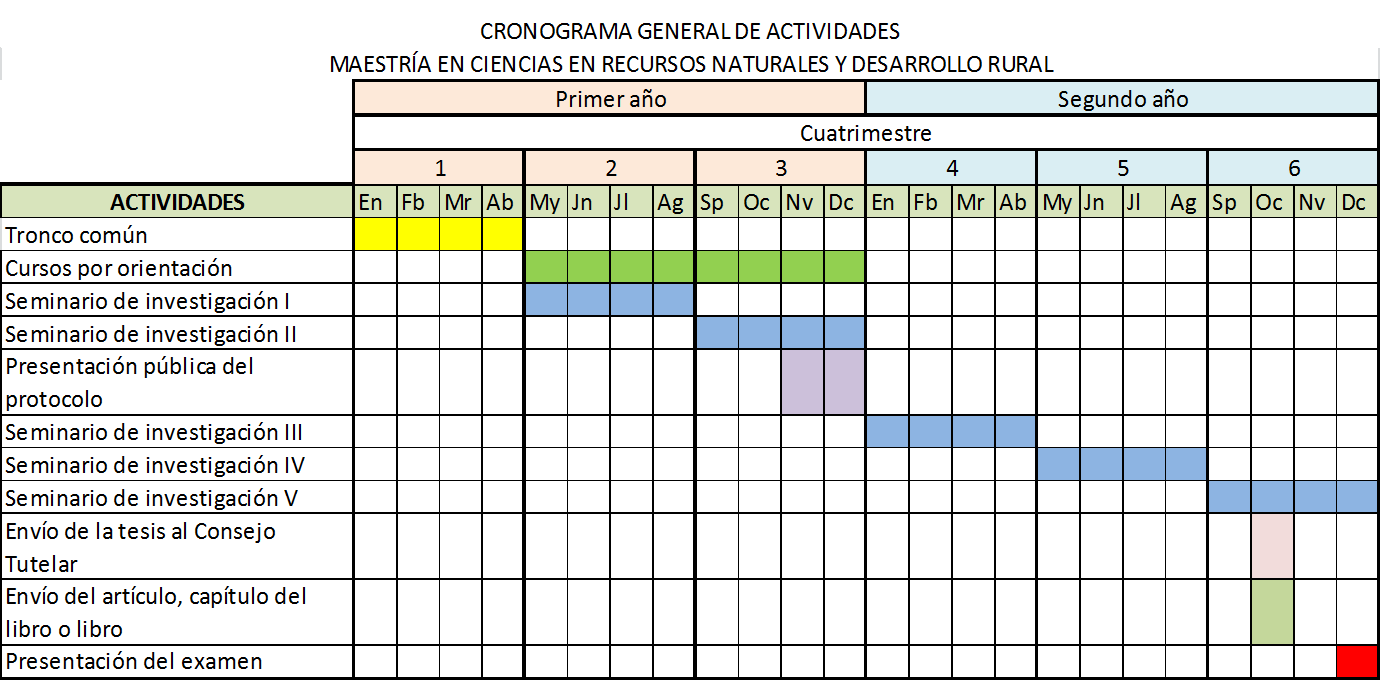 CRONOGRAMA GENERAL DE ACTIVIDADES
MAESTRÍA EN CIENCIAS EN RECURSOS NATURALES Y DESARROLLO RURAL
Primer año Segundo año
Cuatrimestre
1 2 3 4 5 6
ACTIVIDADES En Fb Mr Ab My Jn Jl Ag Sp Oc Nv Dc En Fb Mr Ab My Jn Jl Ag Sp Oc Nv Dc
Tronco común
Cursos por orientación
Seminario de investigación I
Seminario de investigación II
Presentación pública del
protocolo
Seminario de investigación III
Seminario de investigación IV
Seminario de investigación V
Envío de la tesis al Consejo
Tutelar
Envío del artículo, capítulo del
libro o libro
Presentación del examen